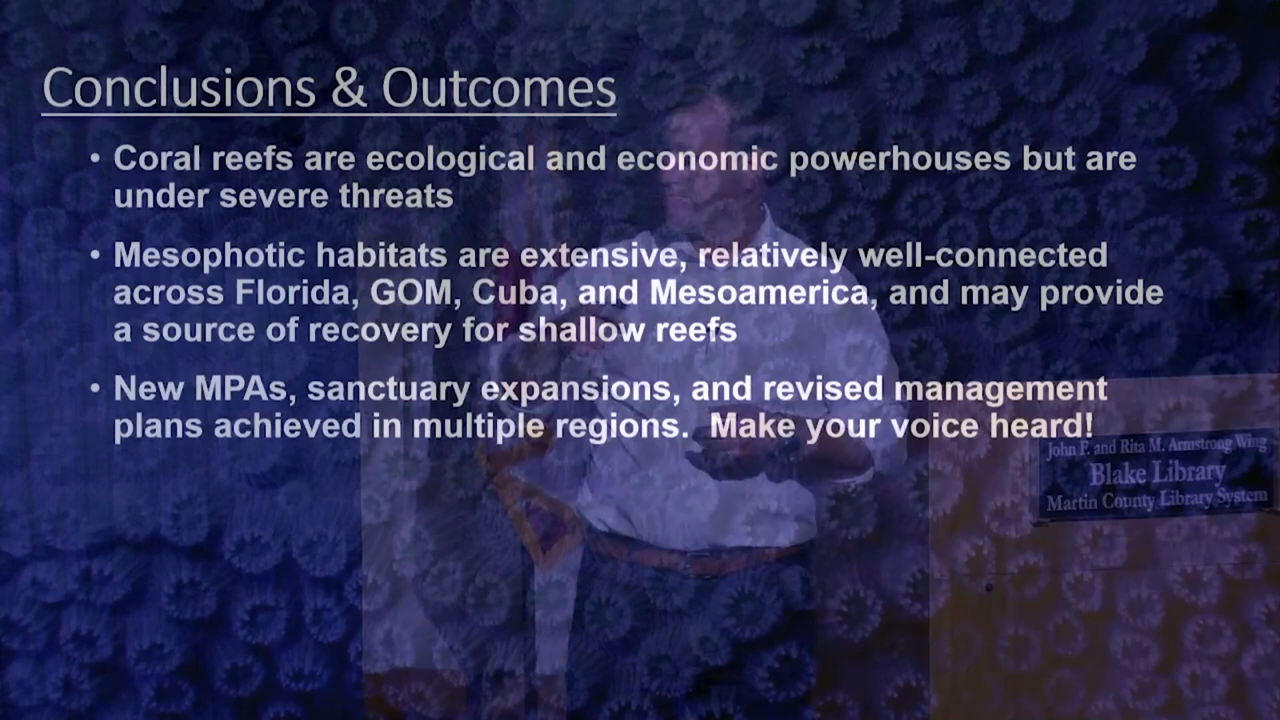 Conclusions & Outcomes
• Coral reefs are ecological and economic powerhouses but are
under severe threats
• Mesophotic habitats are extensive, relatively well-connected
across Florida, GOM, Cuba, and Mesoamerica, and may provide
a source of recovery for shallow reefs
• New MPAs, sanctuary expansions, and revised management
plans achieved in multiple regions.  Make your voice heard!
John F. and Rita M. Armstrong Wing
Blake Library
Martin County Library System